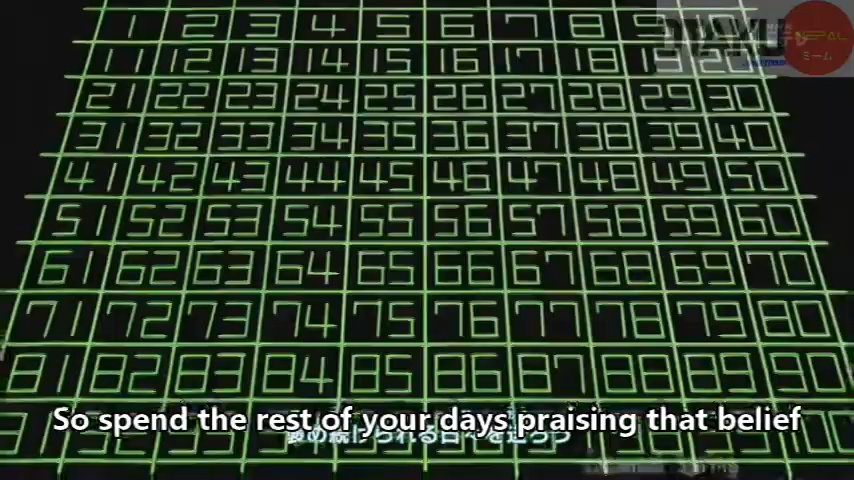 1 2 3 4 5 6 7 8
11 12 13 14 15 16 17 18 19 20
21 22 23 24 25 26 27 28 29 30
31 32 33 34 35 36 37 38 39 40
41 42 43 44 45 46 47 48 49 50
51 52 53 54 55 56 57 58 59 60
61 62 63 64 65 66 67 68 69 70
71 72 73 74 75 76 77 78 79 80
81 82 83 84 85 86 87 88 89 90
So spend the rest of your days praising that belief
NEPAL
ミーム